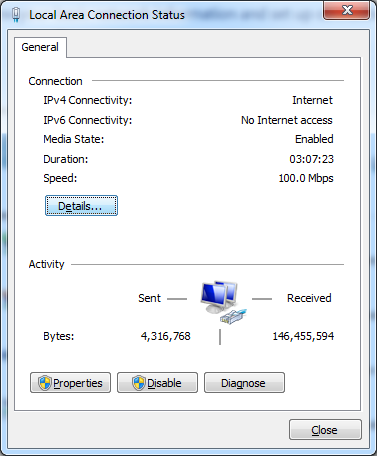 Local Area Connection Status
General
Connection
IPv4 Connectivity: Internet
IPv6 Connectivity: No Internet access
Media State: Enabled
Duration: 03:07:23
Speed: 100.0 Mbps
Details...
Activity
Sent Received
Bytes: 4,316,768 146,455,594
Properties Disable Diagnose
Close